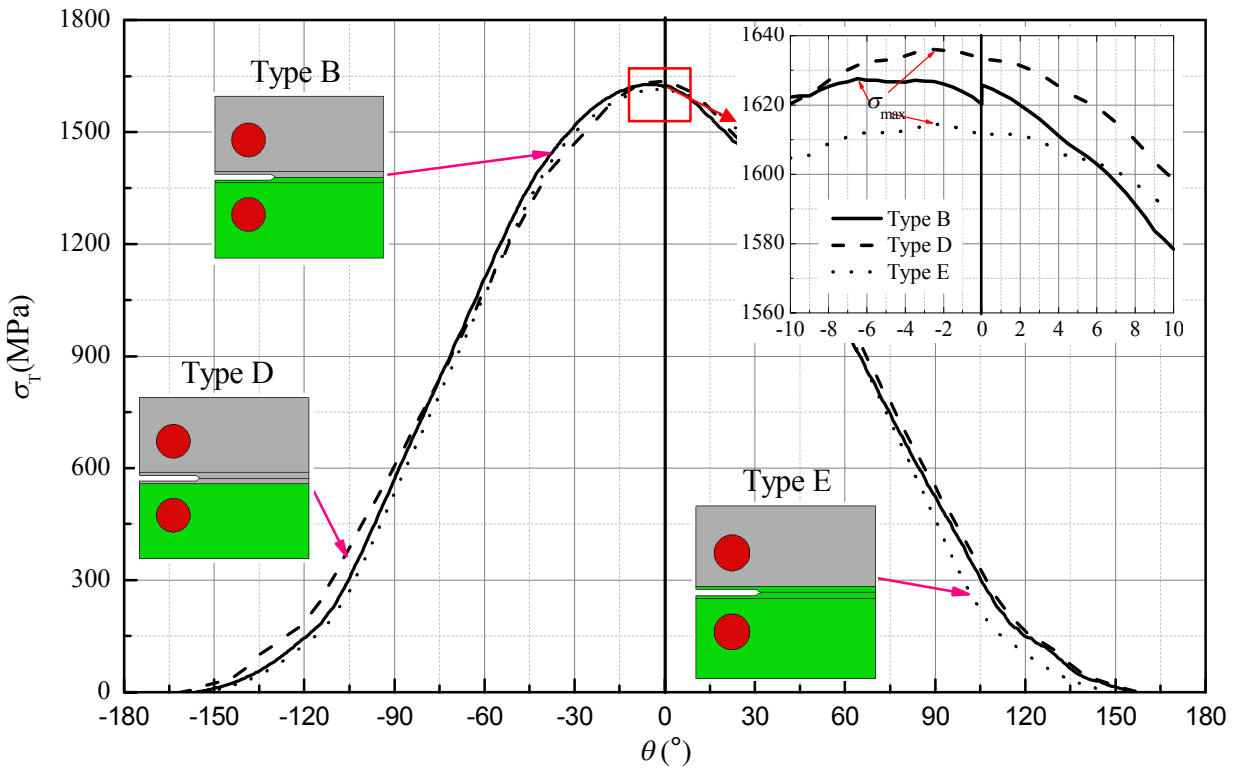 1800
1500
1200
900
600
300
0
σT(MPa)
-180 -150 -120 -90 -60 -30 0 30 60 90 120 150 180
θ (°)
Type B
Type D
Type E
1640
1620
1600
1580
1560
-10 -8 -6 -4 -2 0 2 4 6 8 10
σmax
Type B
Type D
Type E